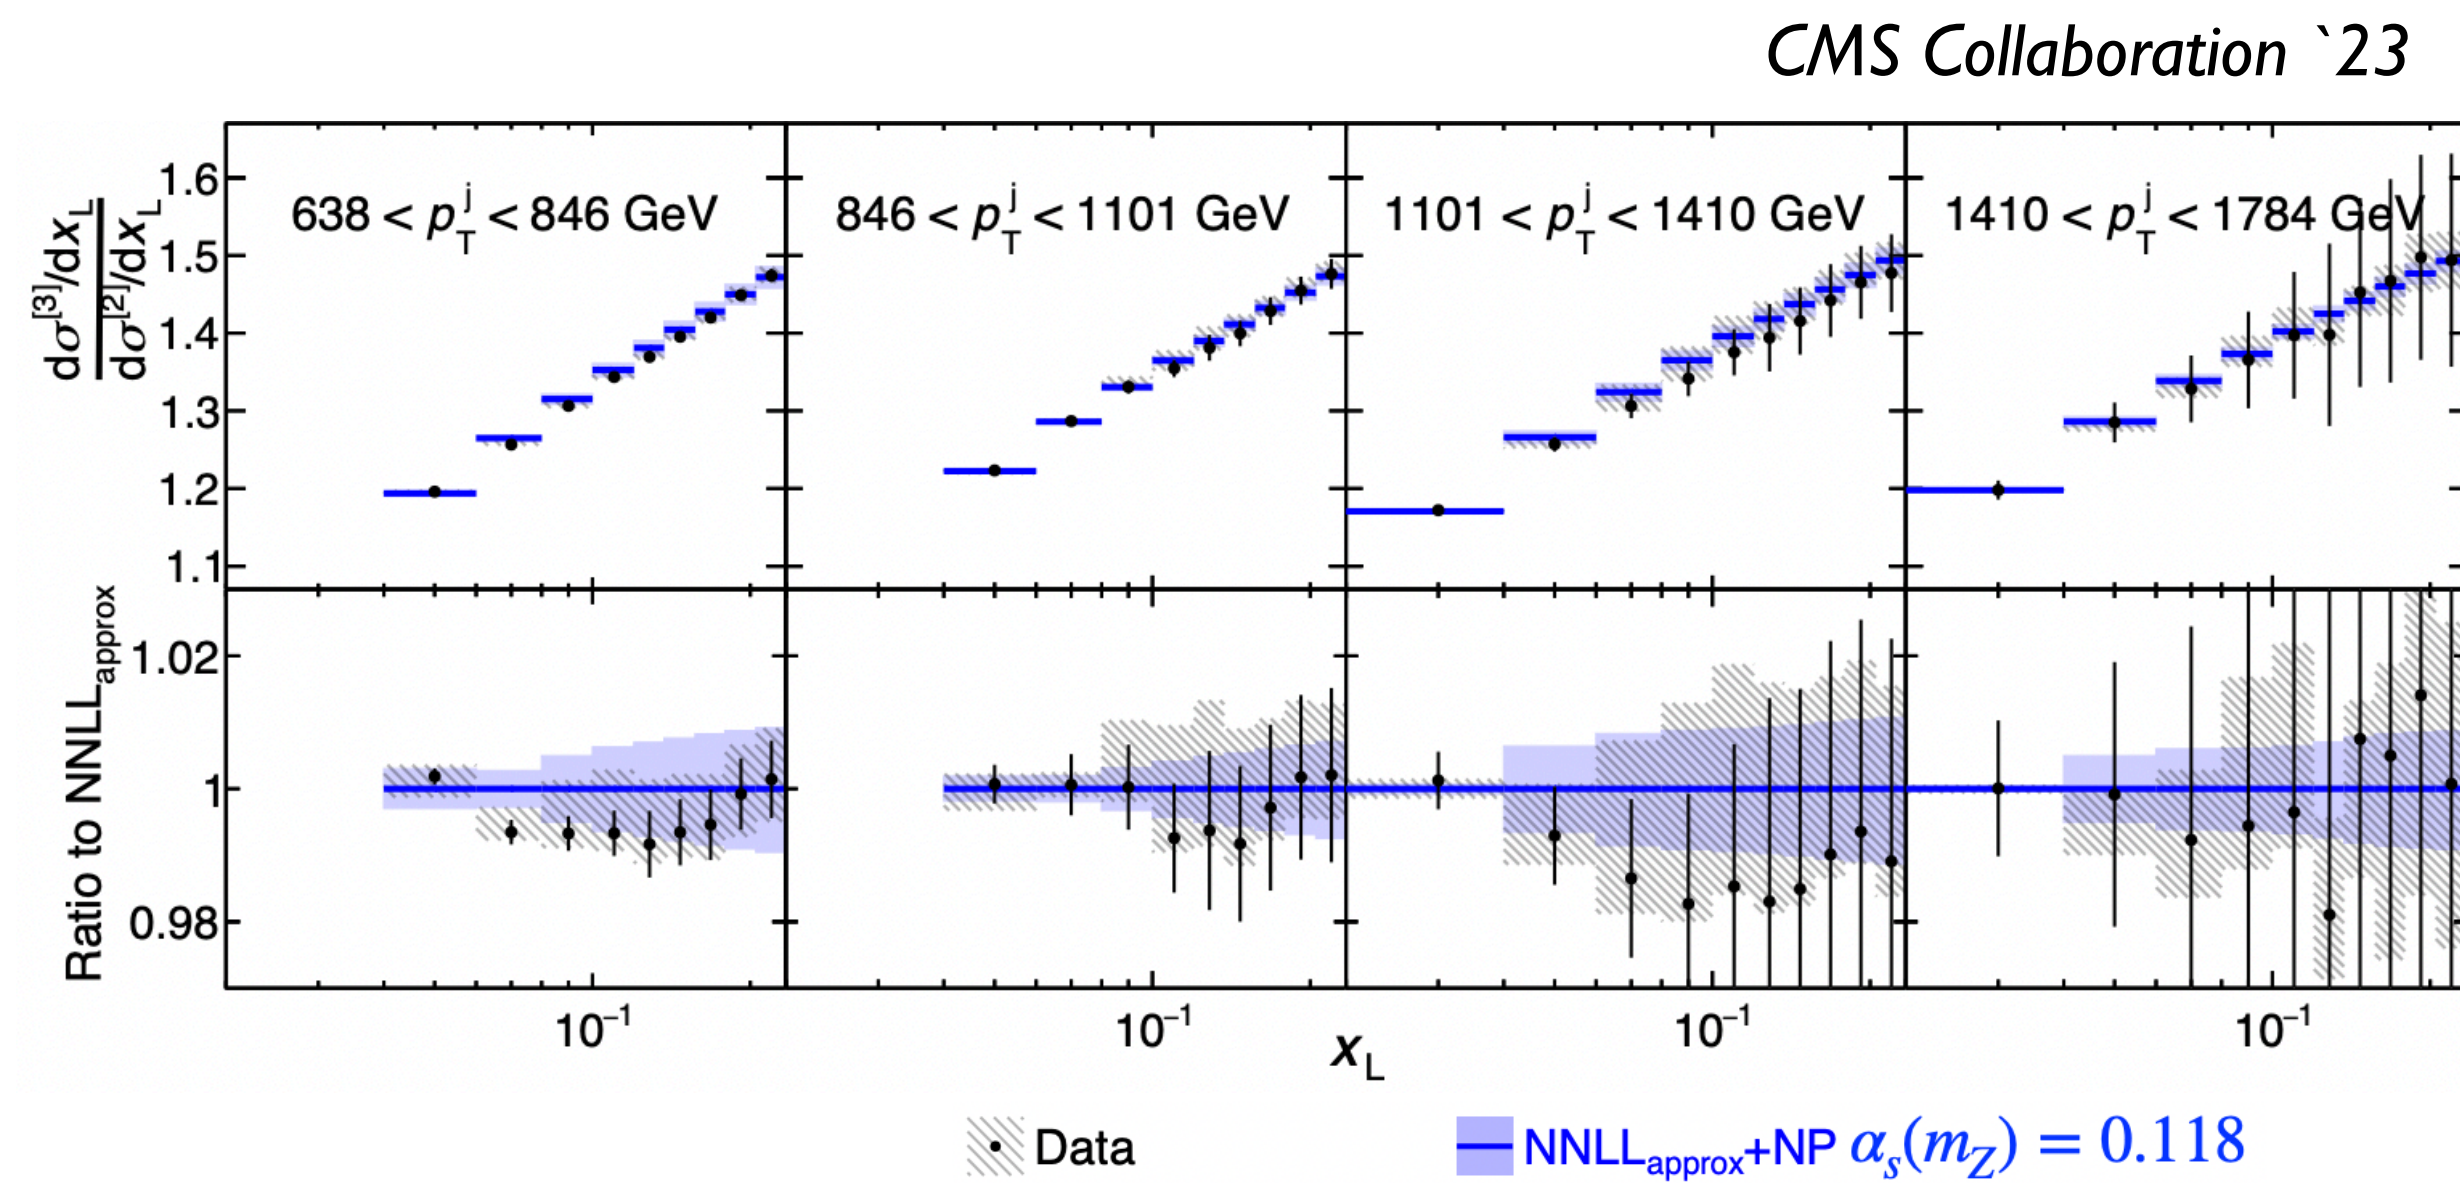 CMS Collaboration `23
dσ^[3]/dx_L
dσ^[2]/dx_L
1.6
1.5
1.4
1.3
1.2
1.1
638 < p_T^j < 846 GeV
846 < p_T^j < 1101 GeV
1101 < p_T^j < 1410 GeV
1410 < p_T^j < 1784 GeV
Ratio to NNLL_approx
1.02
1
0.98
10^−1
10^−1
10^−1
10^−1
x_L
Data
NNLL_approx+NP α_s(m_Z) = 0.118